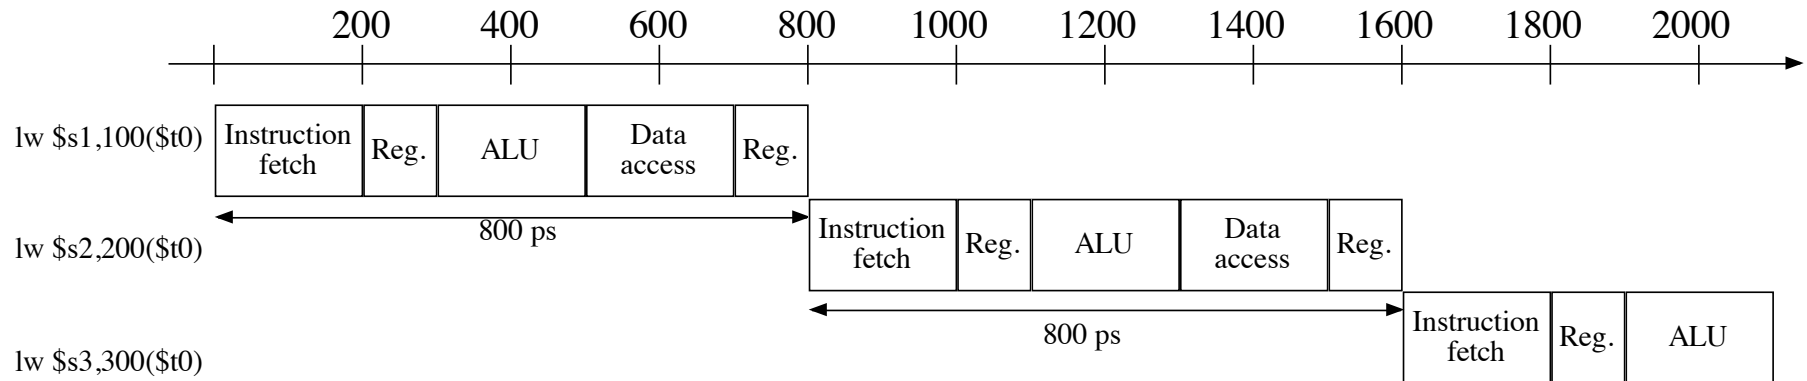 200 400 600 800 1000 1200 1400 1600 1800 2000
lw $s1,100($t0)
Instruction
fetch
Reg.
ALU
Data
access
Reg.
800 ps
lw $s2,200($t0)
Instruction
fetch
Reg.
ALU
Data
access
Reg.
800 ps
lw $s3,300($t0)
Instruction
fetch
Reg.
ALU